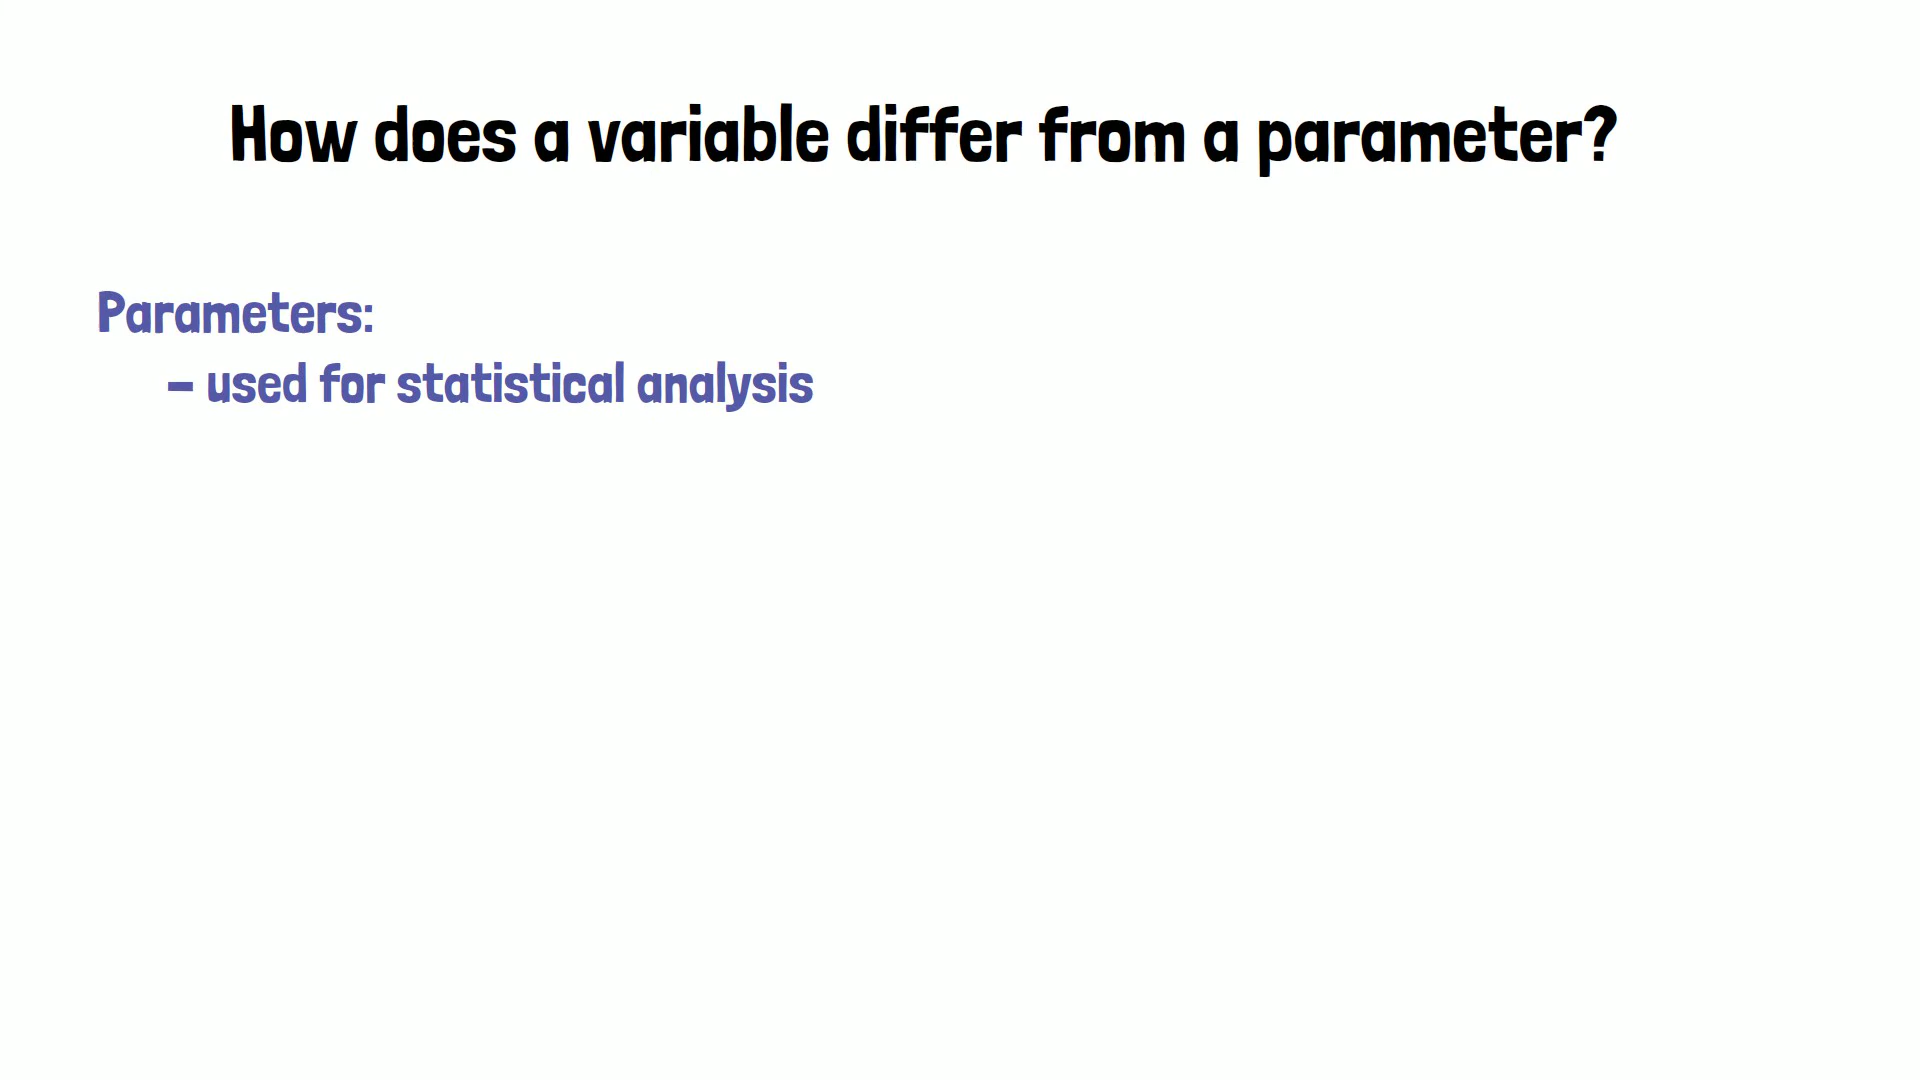 How does a variable differ from a parameter?
Parameters:
– used for statistical analysis